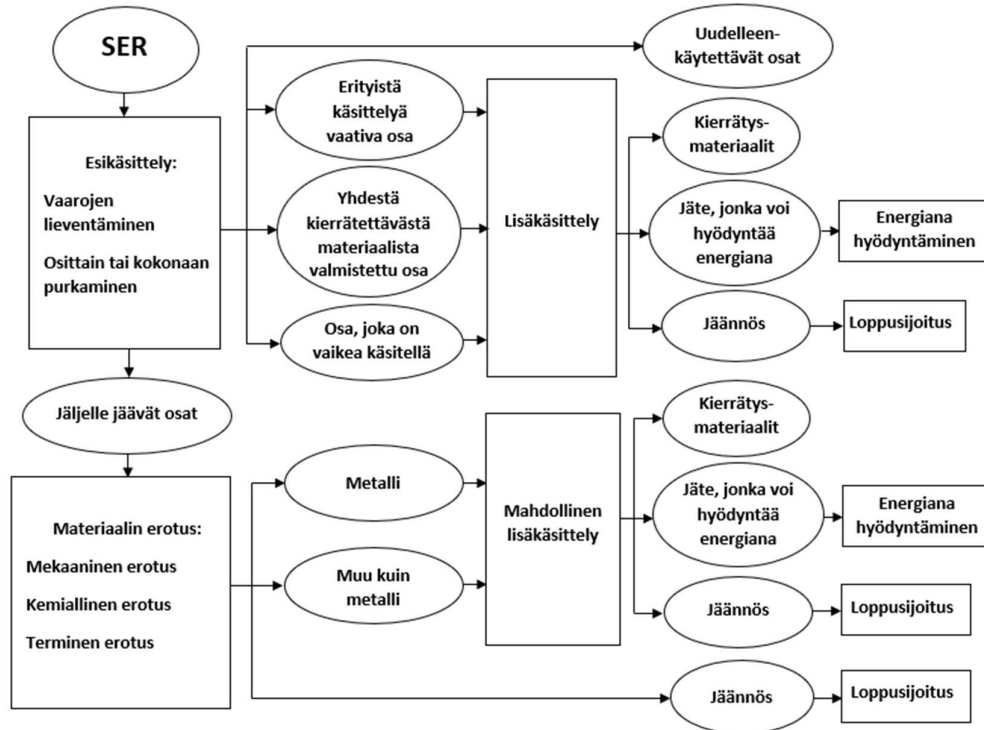 SER
Esikäsittely:
Vaarojen
lieventäminen
Osittain tai kokonaan
purkaminen
Jäljelle jäävät osat
Materiaalin erotus:
Mekaaninen erotus
Kemiallinen erotus
Terminen erotus
Uudelleen-
käytettävät osat
Erityistä
käsittelyä
vaativa osa
Yhdestä
kierrätettävästä
materiaalista
valmistettu osa
Osa, joka on
vaikea käsitellä
Lisäkäsittely
Kierrätys-
materiaalit
Jäte, jonka voi
hyödyntää
energiana
Energiana
hyödyntäminen
Jäännös
Loppusijoitus
Metalli
Muu kuin
metalli
Mahdollinen
lisäkäsittely
Kierrätys-
materiaalit
Jäte, jonka voi
hyödyntää
energiana
Energiana
hyödyntäminen
Jäännös
Loppusijoitus
Jäännös
Loppusijoitus